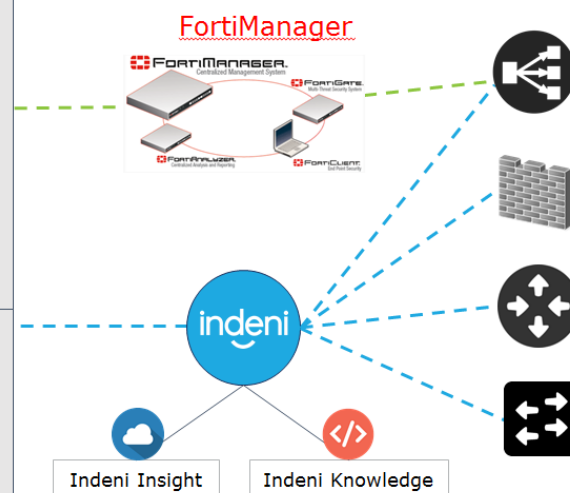 FortiManager
FORTIMANAGER.
Centralized Management System
FORTIGATE
Multi-Threat Security System
FORTIANALYZER
Centralized Analysis and Reporting
FORTICLIENT
End Point Security
indeni
</>
Indeni Insight
Indeni Knowledge